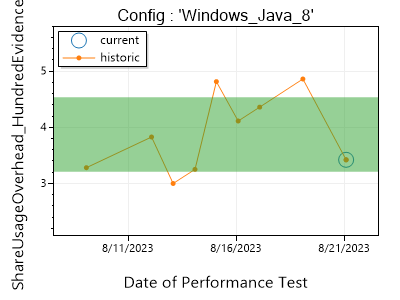 Config : 'Windows_Java_8'
current
historic
ShareUsageOverhead_HundredEvidence
5
4
3
8/11/2023
8/16/2023
8/21/2023
Date of Performance Test